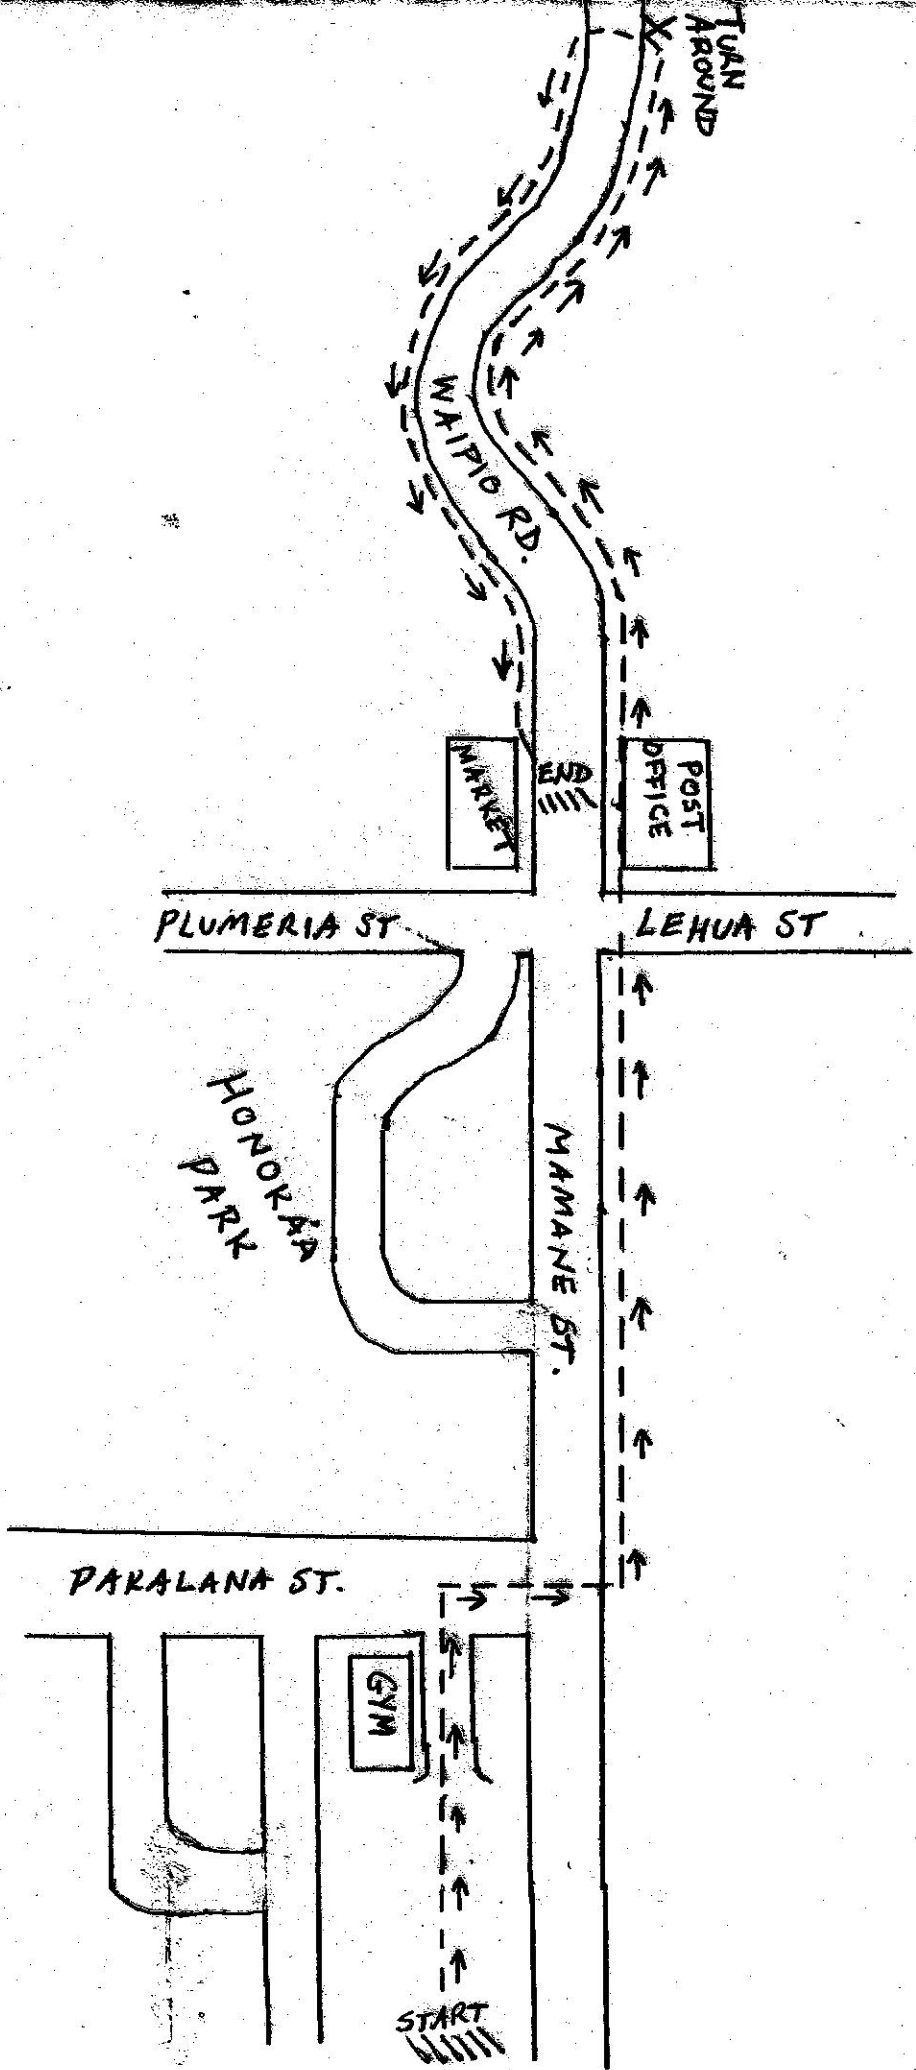 TURN
AROUND
WAIPIO RD.
MARKET
END
POST
OFFICE
PLUMERIA ST
LEHUA ST
HONOKAA
PARK
MAMANE ST.
PAKALANA ST.
GYM
START